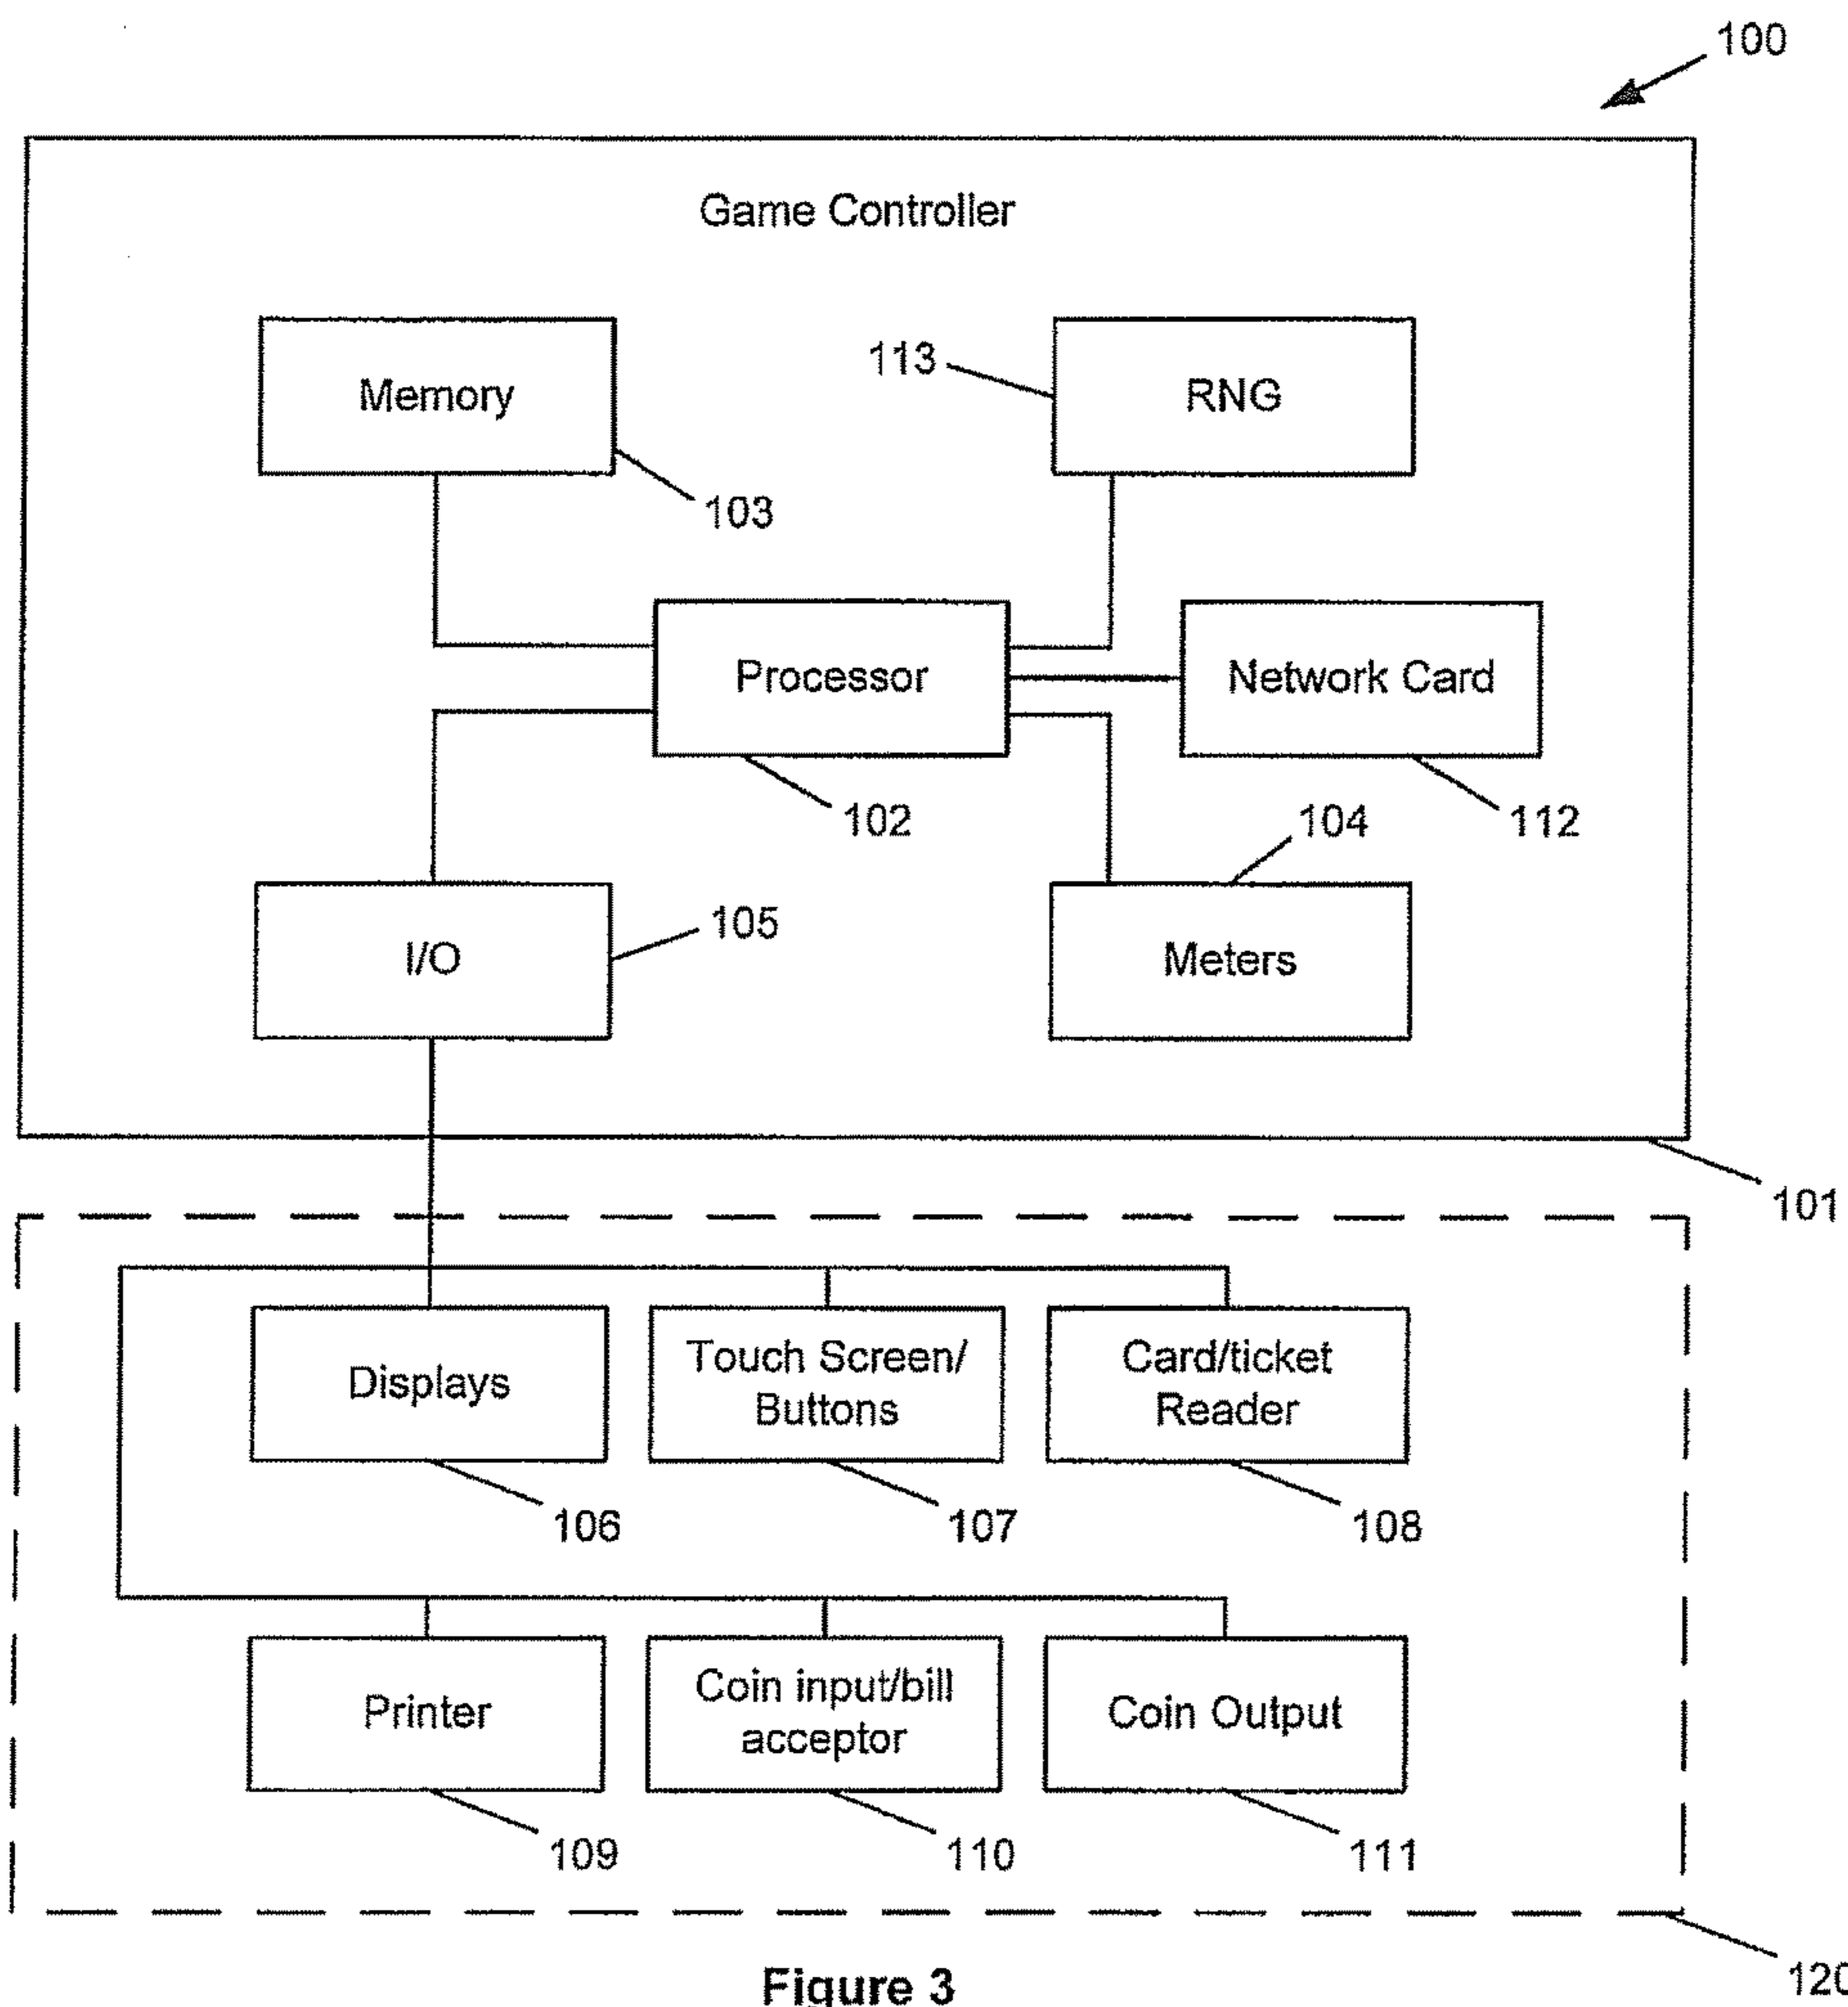 100
Game Controller
Memory
113
RNG
103
Processor
Network Card
102
104
112
I/O
105
Meters
101
Displays
Touch Screen/
Buttons
Card/ticket
Reader
106
107
108
Printer
Coin input/bill
acceptor
Coin Output
109
110
111
120
Figure 3